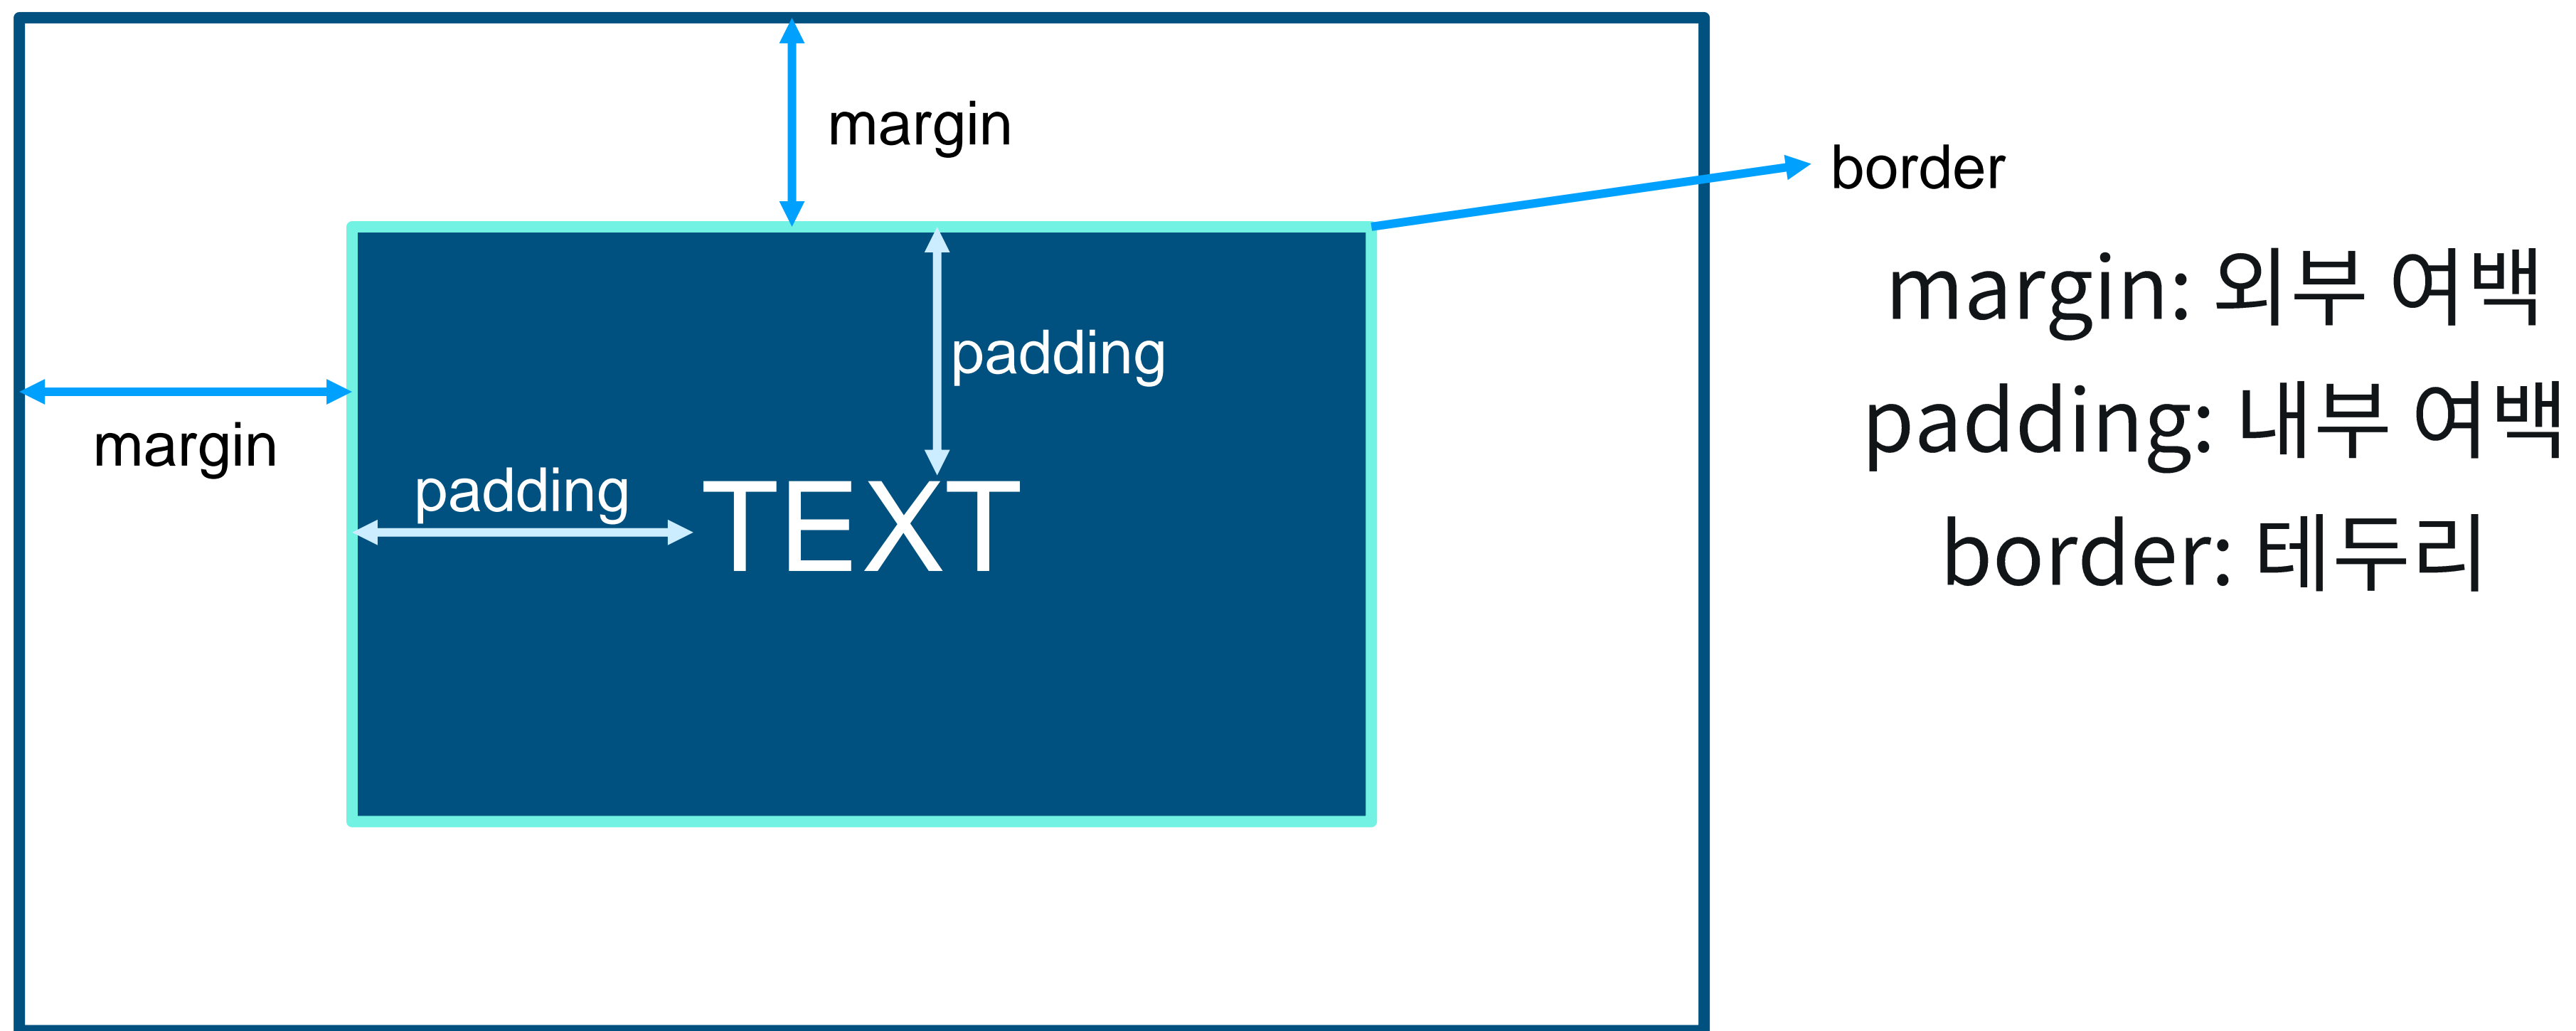 margin
border
margin: 외부 여백
padding
padding: 내부 여백
margin
padding
TEXT
border: 테두리